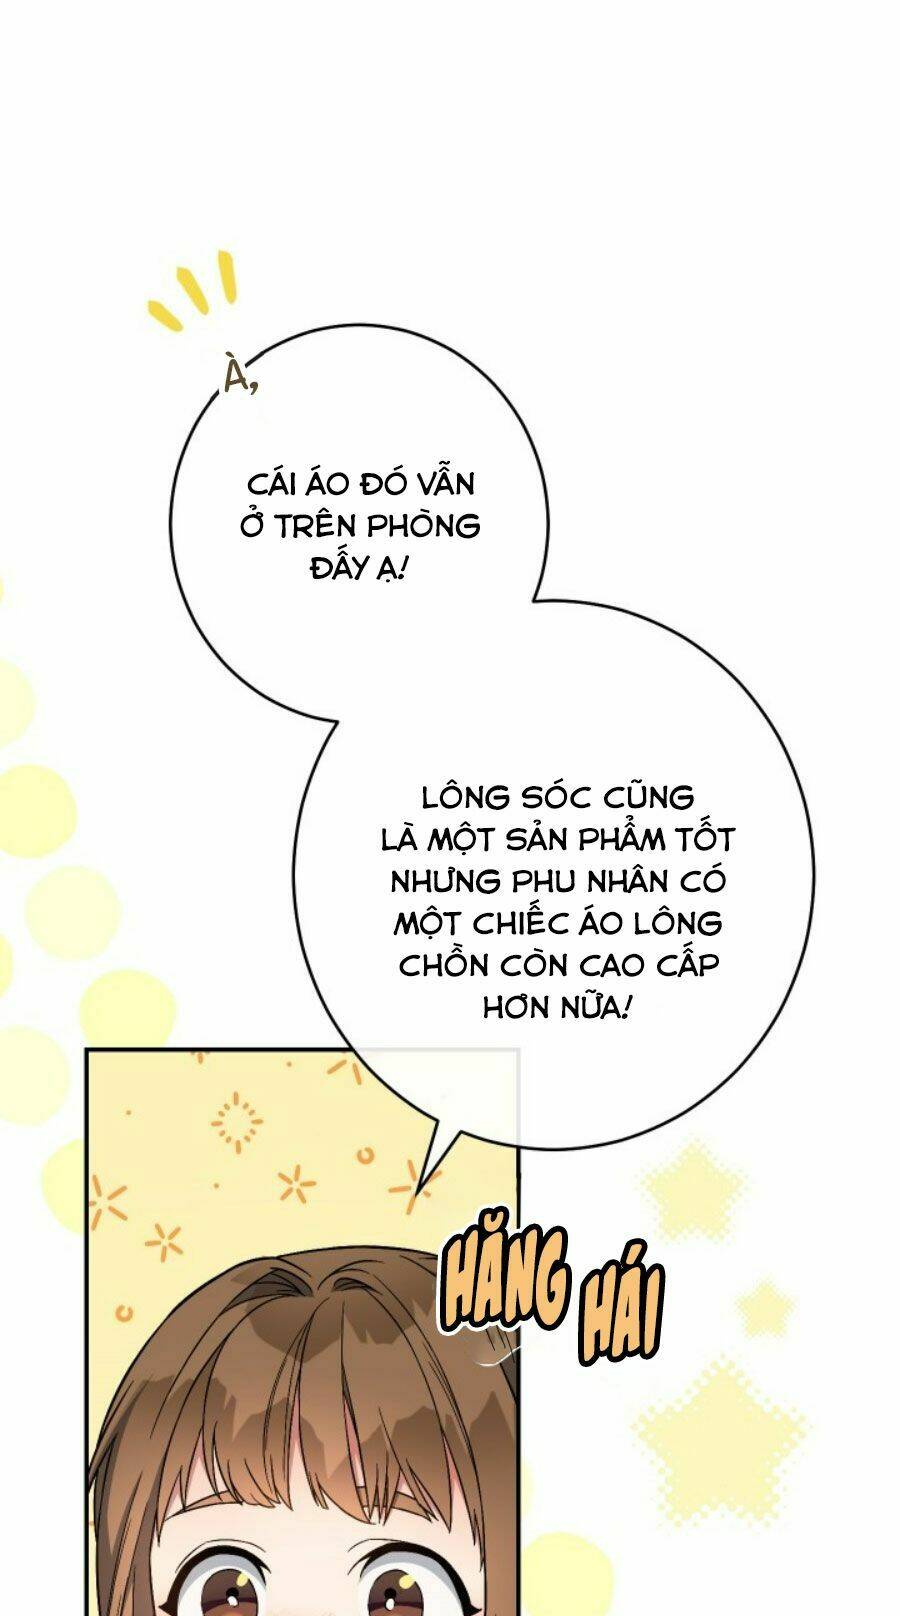 À,
CÁI ÁO ĐÓ VẪN
Ở TRÊN PHÒNG
ĐẤY Ạ!
LÔNG SÓC CŨNG
LÀ MỘT SẢN PHẨM TỐT
NHƯNG PHU NHÂN CÓ
MỘT CHIẾC ÁO LÔNG
CHỒN CÒN CAO CẤP
HƠN NỮA!
HĂNG HÁI